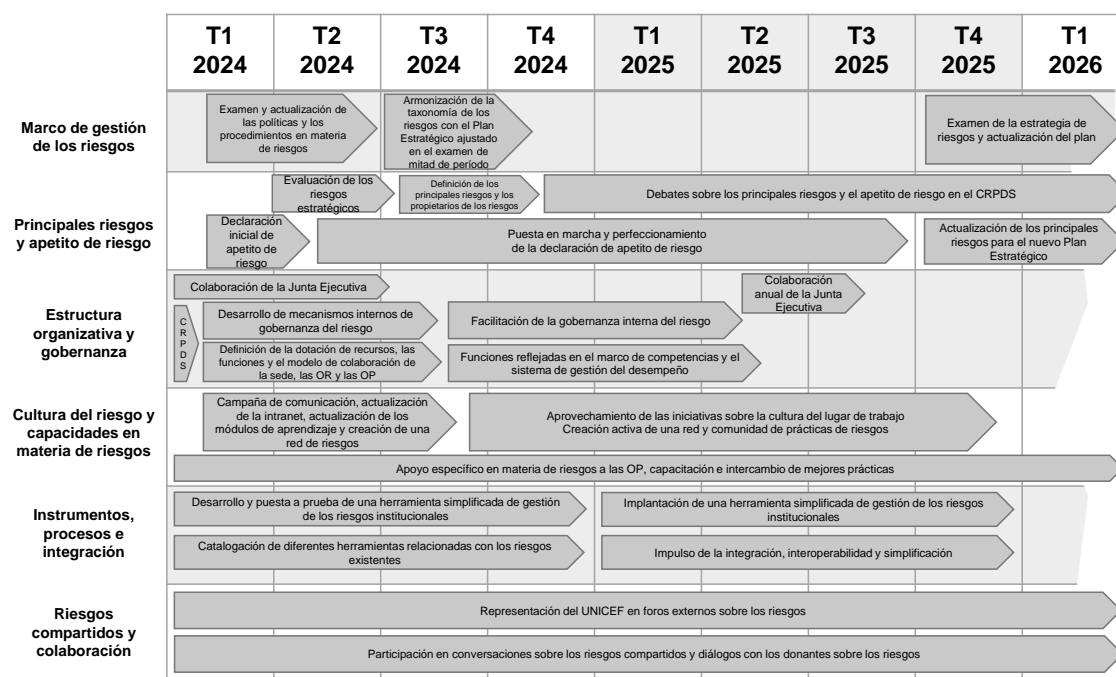 T1
2024
T2
2024
T3
2024
T4
2024
T1
2025
T2
2025
T3
2025
T4
2025
T1
2026
Marco de gestión
de los riesgos
Examen y actualización de
las políticas y los
procedimientos en materia
de riesgos
Armonización de la
taxonomía de los
riesgos con el Plan
Estratégico ajustado
en el examen de
mitad de período
Examen de la estrategia de
riesgos y actualización del plan
Principales riesgos
y apetito de riesgo
Evaluación de los
riesgos
estratégicos
Definición de los
principales riesgos y los
propietarios de los riesgos
Debates sobre los principales riesgos y el apetito de riesgo en el CRPDS
Declaración
inicial de
apetito de
riesgo
Puesta en marcha y perfeccionamiento
de la declaración de apetito de riesgo
Actualización de los principales
riesgos para el nuevo Plan
Estratégico
Estructura
organizativa y
gobernanza
Colaboración de la Junta Ejecutiva
Colaboración
anual de la Junta
Ejecutiva
C
R
P
D
S
Desarrollo de mecanismos internos de
gobernanza del riesgo
Facilitación de la gobernanza interna del riesgo
Definición de la dotación de recursos, las
funciones y el modelo de colaboración de
la sede, las OR y las OP
Funciones reflejadas en el marco de competencias y el
sistema de gestión del desempeño
Cultura del riesgo y
capacidades en
materia de riesgos
Campaña de comunicación, actualización
de la intranet, actualización de los
módulos de aprendizaje y creación de una
red de riesgos
Aprovechamiento de las iniciativas sobre la cultura del lugar de trabajo
Creación activa de una red y comunidad de prácticas de riesgos
Apoyo específico en materia de riesgos a las OP, capacitación e intercambio de mejores prácticas
Instrumentos,
procesos e
integración
Desarrollo y puesta a prueba de una herramienta simplificada de gestión
de los riesgos institucionales
Implantación de una herramienta simplificada de gestión de los riesgos
institucionales
Catalogación de diferentes herramientas relacionadas con los riesgos
existentes
Impulso de la integración, interoperabilidad y simplificación
Riesgos
compartidos y
colaboración
Representación del UNICEF en foros externos sobre los riesgos
Participación en conversaciones sobre los riesgos compartidos y diálogos con los donantes sobre los riesgos